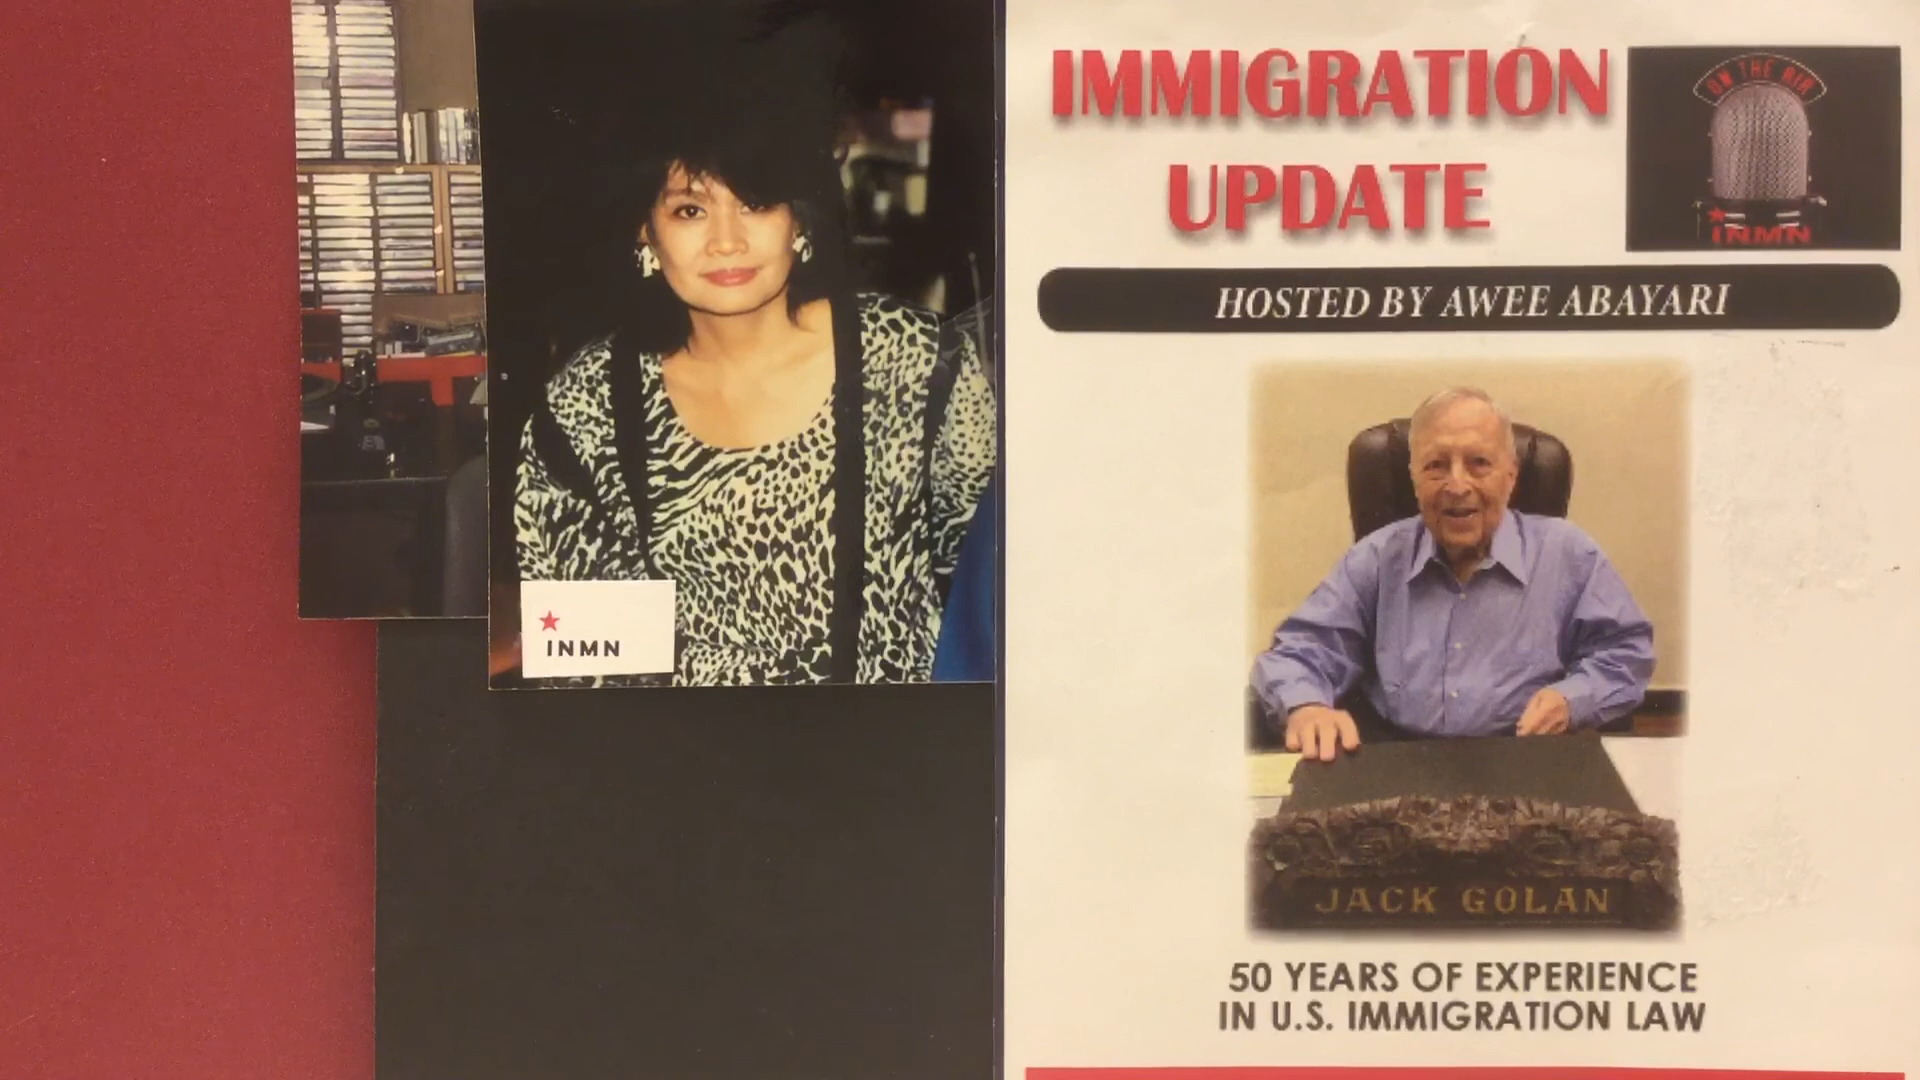 INMN
IMMIGRATION
UPDATE
ON THE AIR
INMN
HOSTED BY AWEE ABAYARI
JACK GOLAN
50 YEARS OF EXPERIENCE
IN U.S. IMMIGRATION LAW